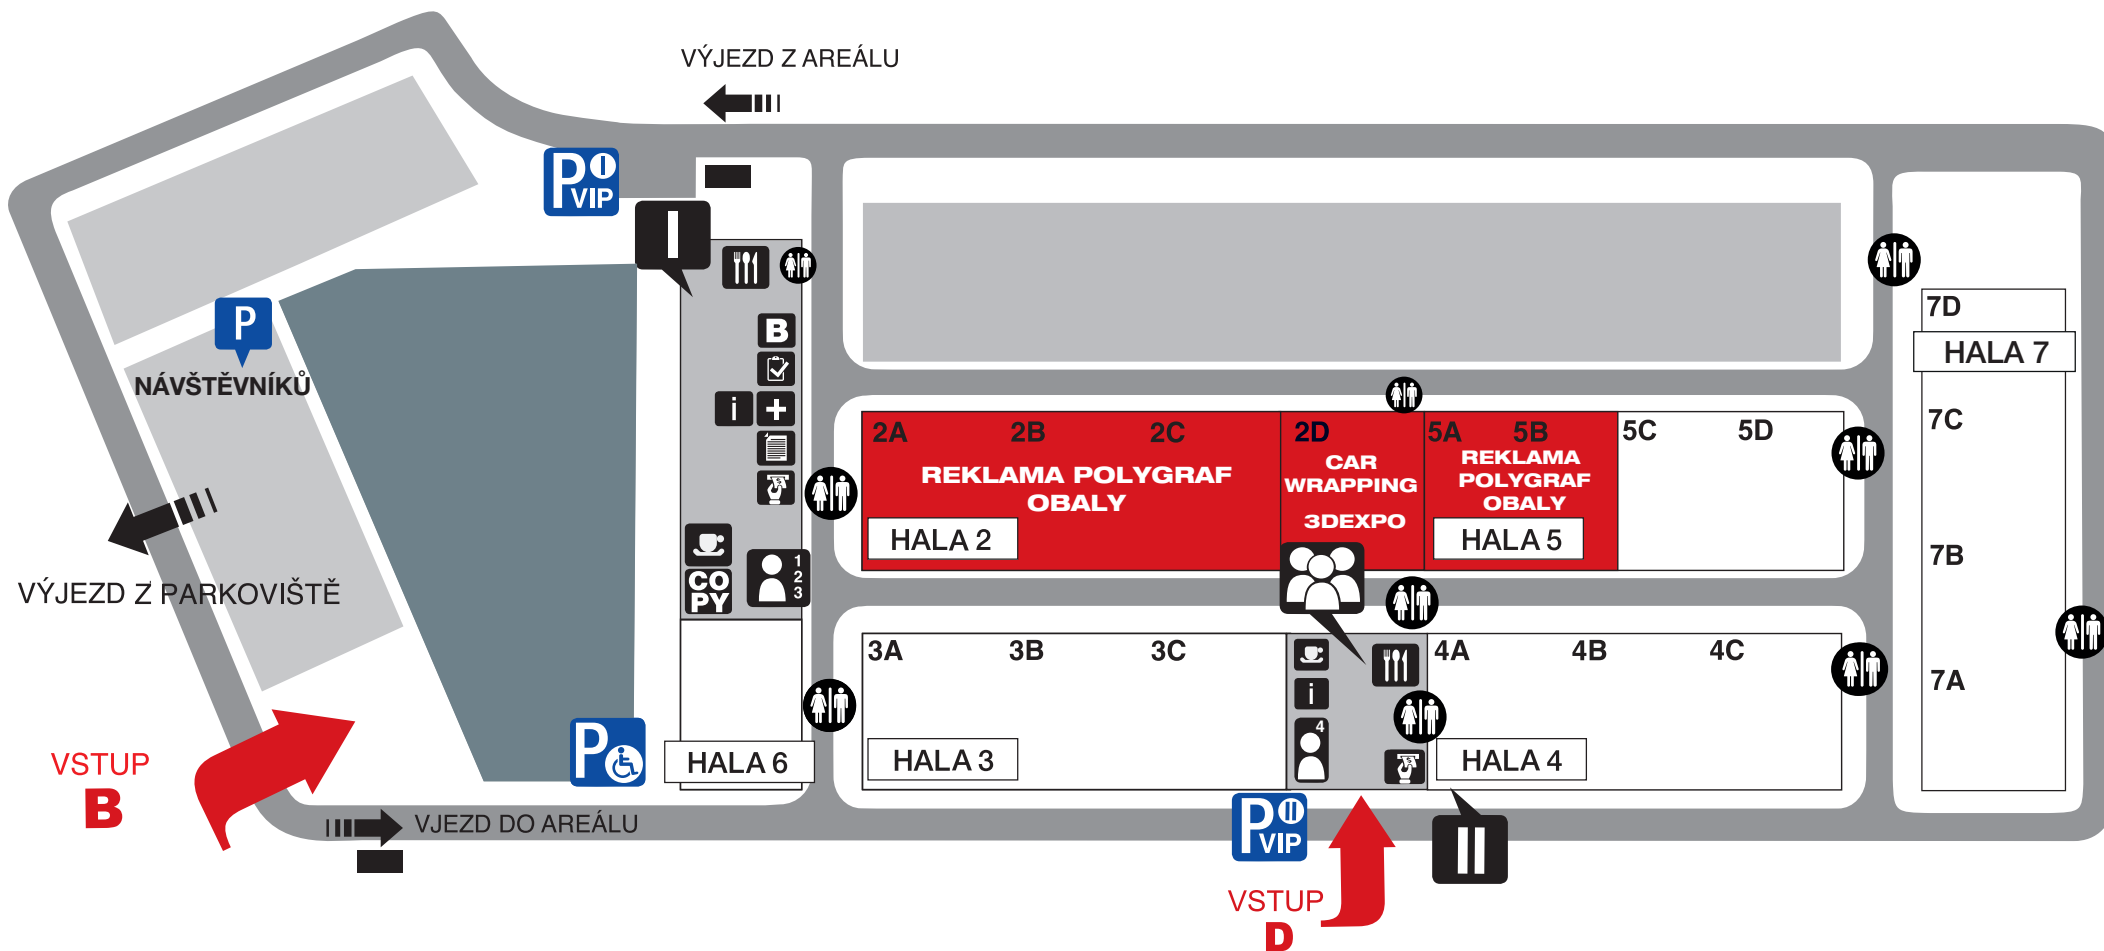 VÝJEZD Z AREÁLU
P I
VIP
I
P
NÁVŠTĚVNÍKŮ
B
i
CO
PY
1
2
3
2A
2B
2C
REKLAMA POLYGRAF
OBALY
HALA 2
2D
CAR
WRAPPING
3DEXPO
5A
5B
REKLAMA
POLYGRAF
OBALY
HALA 5
5C
5D
7D
HALA 7
7C
7B
7A
VÝJEZD Z PARKOVIŠTĚ
3A
3B
3C
HALA 3
i
4
4A
4B
4C
HALA 4
HALA 6
P
VSTUP
B
VJEZD DO AREÁLU
P II
VIP
II
VSTUP
D